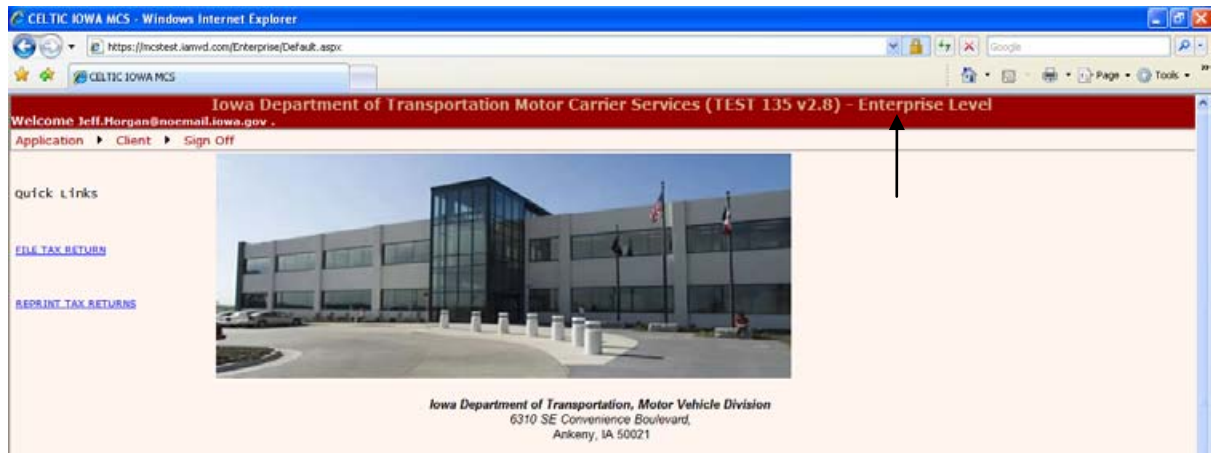 CELTIC IOWA MCS - Windows Internet Explorer
https://mcstest.iamvd.com/Enterprise/Default.aspx
Google
CELTIC IOWA MCS
Page
Tools
Iowa Department of Transportation Motor Carrier Services (TEST 135 v2.8) - Enterprise Level
Welcome Jeff.Morgan@noemail.iowa.gov .
Application Client Sign Off
Quick Links
FILE TAX RETURN
REPRINT TAX RETURNS
Iowa Department of Transportation, Motor Vehicle Division
6310 SE Convenience Boulevard,
Ankeny, IA 50021